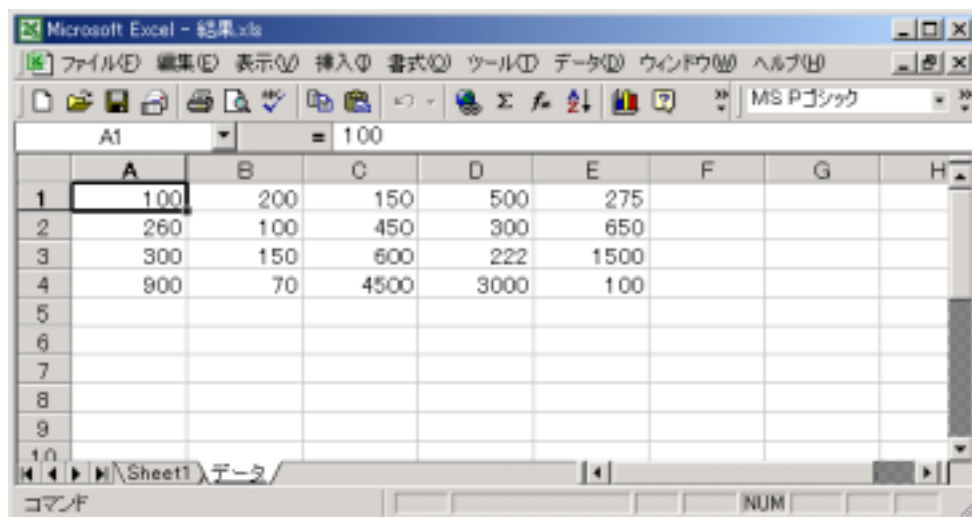 Microsoft Excel - 結果.xls
ファイル(F) 編集(E) 表示(V) 挿入(I) 書式(O) ツール(T) データ(D) ウィンドウ(W) ヘルプ(H)
MS Pゴシック
A1 = 100
A B C D E F G H
1 100 200 150 500 275
2 260 100 450 300 650
3 300 150 600 222 1500
4 900 70 4500 3000 100
5
6
7
8
9
10
Sheet1 データ
コマンド NUM